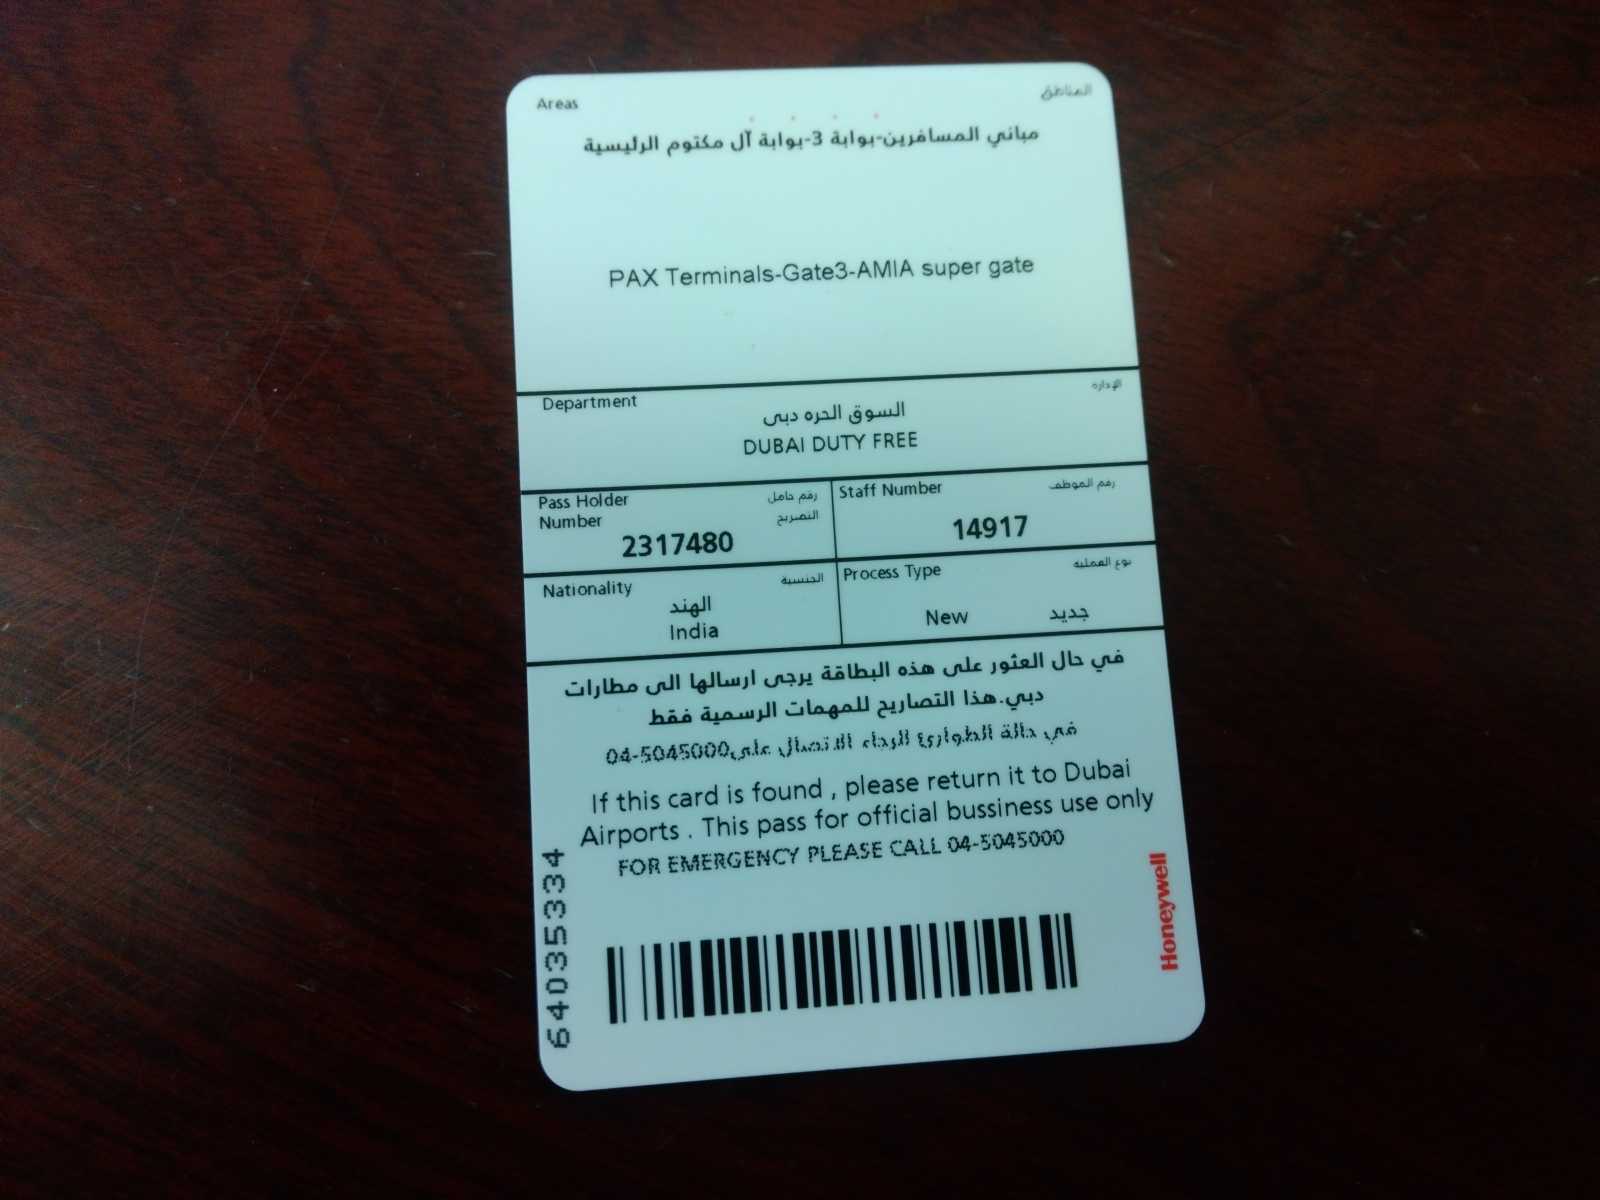 Areas المناطق
مباني المسافرين-بوابة 3-بوابة آل مكتوم الرئيسية
PAX Terminals-Gate3-AMIA super gate
Department الإدارة
السوق الحره دبى
DUBAI DUTY FREE
Pass Holder Number رقم حامل التصريح
2317480
Staff Number رقم الموظف
14917
Nationality الجنسية
الهند
India
Process Type نوع العملية
New جديد
في حال العثور على هذه البطاقة يرجى ارسالها الى مطارات
دبي.هذا التصاريح للمهمات الرسمية فقط
في حالة الطوارئ الرجاء الاتصال على04-5045000
If this card is found , please return it to Dubai
Airports . This pass for official bussiness use only
FOR EMERGENCY PLEASE CALL 04-5045000
64035334
Honeywell